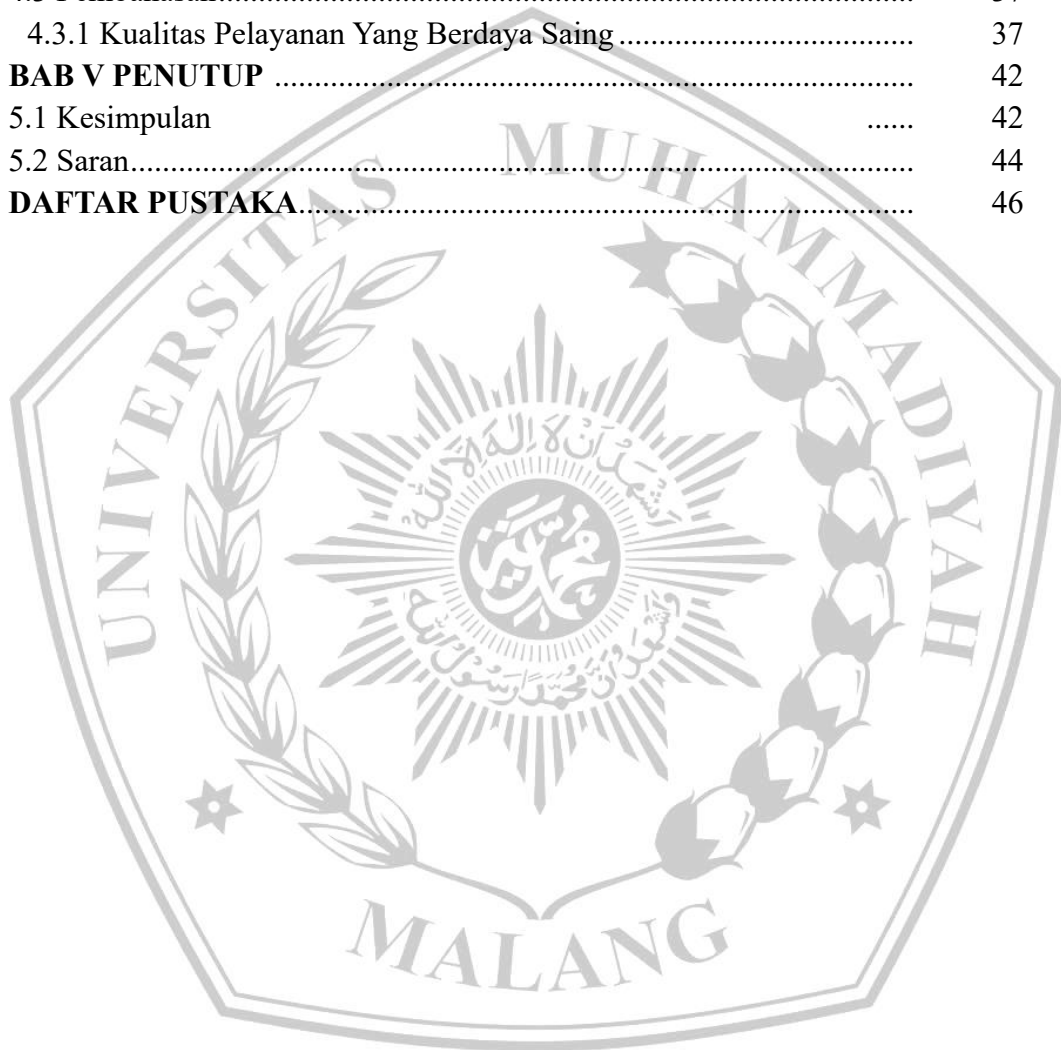 4.3.1 Kualitas Pelayanan Yang Berdaya Saing ..................................... 37
BAB V PENUTUP ................................................................................ 42
5.1 Kesimpulan ...... 42
5.2 Saran.................................................................................................. 44
DAFTAR PUSTAKA............................................................................. 46
UNIVERSITAS MUHAMMADIYAH
MALANG